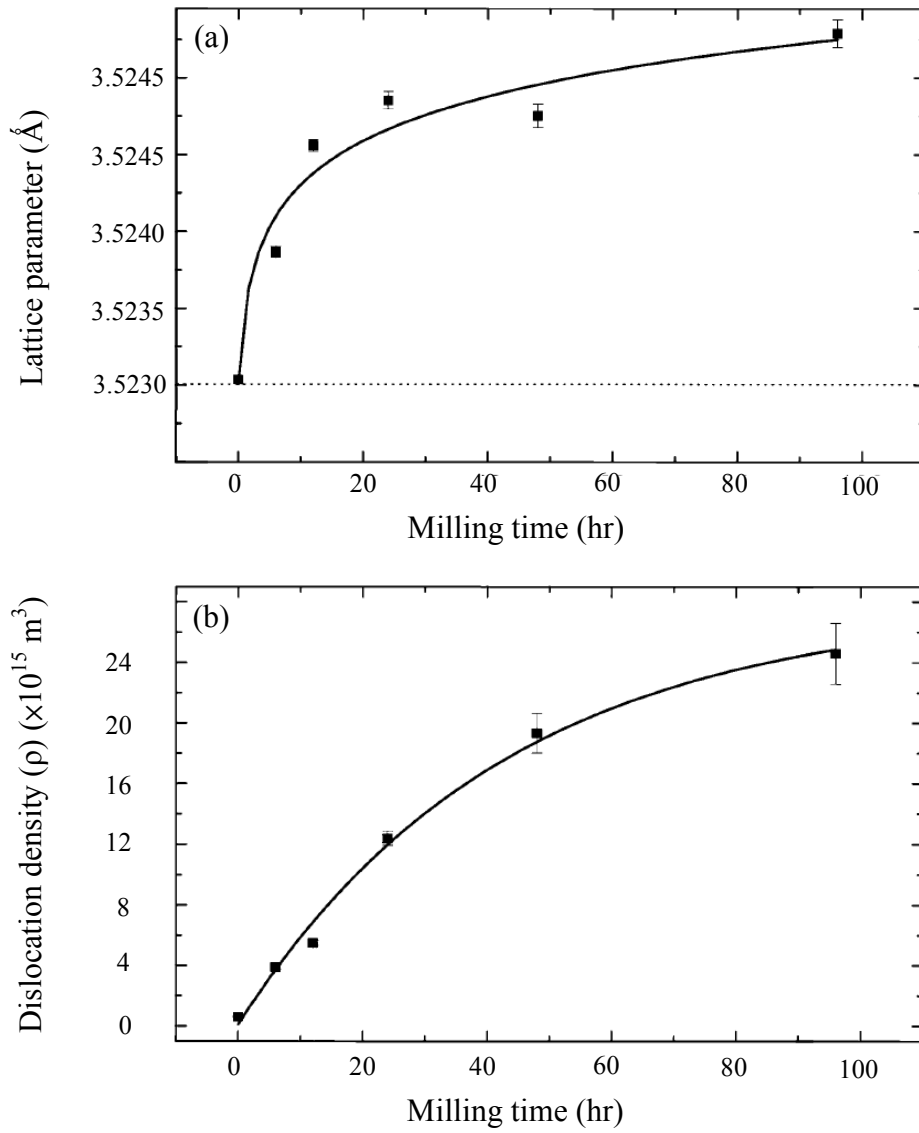 (a)
Lattice parameter (Å)
3.5245
3.5245
3.5240
3.5235
3.5230
0 20 40 60 80 100
Milling time (hr)
(b)
Dislocation density (ρ) (×10¹⁵ m³)
24
20
16
12
8
4
0
0 20 40 60 80 100
Milling time (hr)